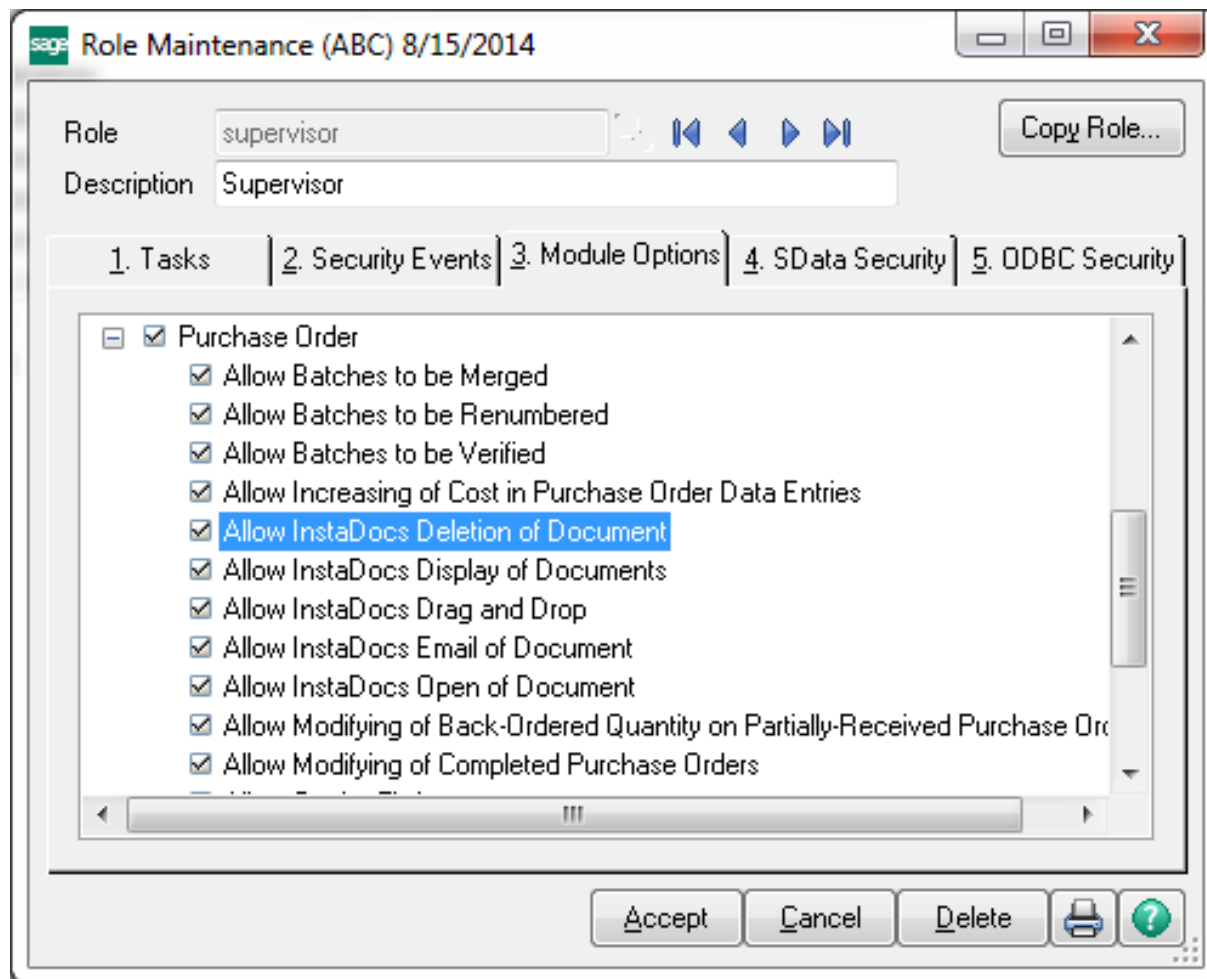 sage Role Maintenance (ABC) 8/15/2014
Role supervisor Copy Role...
Description Supervisor
1. Tasks 2. Security Events 3. Module Options 4. SData Security 5. ODBC Security
Purchase Order
Allow Batches to be Merged
Allow Batches to be Renumbered
Allow Batches to be Verified
Allow Increasing of Cost in Purchase Order Data Entries
Allow InstaDocs Deletion of Document
Allow InstaDocs Display of Documents
Allow InstaDocs Drag and Drop
Allow InstaDocs Email of Document
Allow InstaDocs Open of Document
Allow Modifying of Back-Ordered Quantity on Partially-Received Purchase Ord
Allow Modifying of Completed Purchase Orders
Accept Cancel Delete